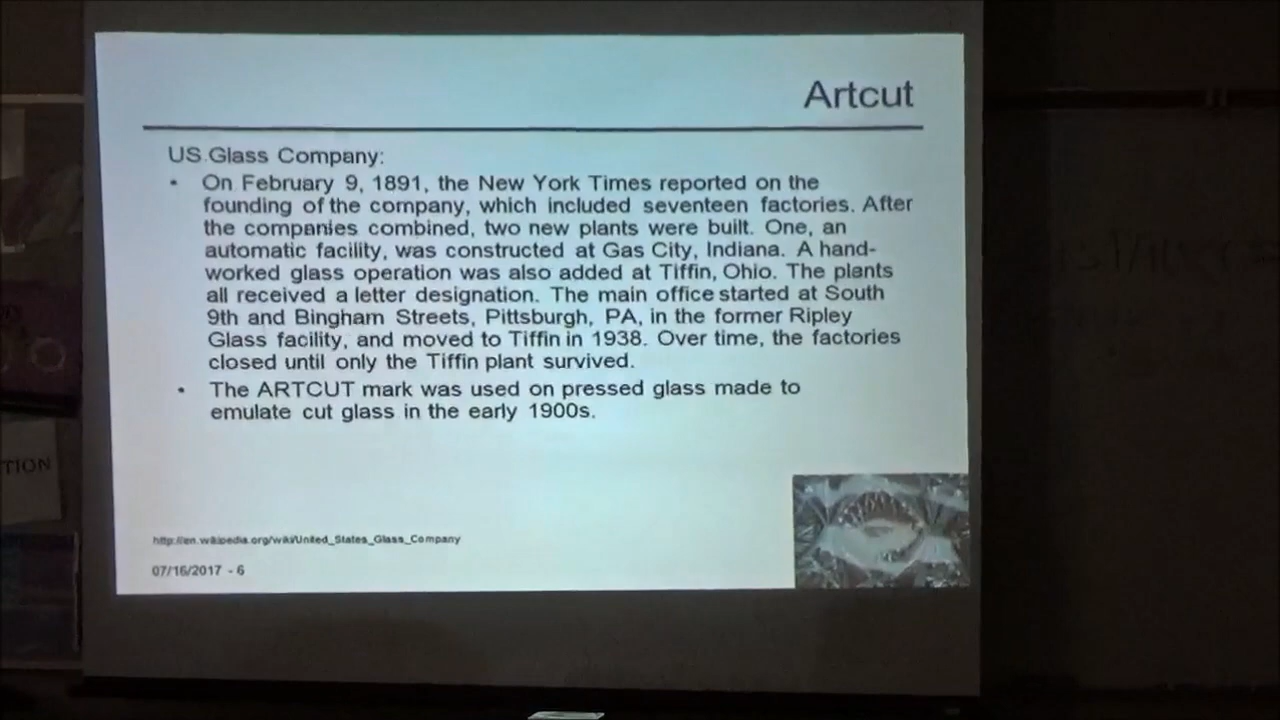 Artcut
US Glass Company:
• On February 9, 1891, the New York Times reported on the
founding of the company, which included seventeen factories. After
the companies combined, two new plants were built. One, an
automatic facility, was constructed at Gas City, Indiana. A hand-
worked glass operation was also added at Tiffin, Ohio. The plants
all received a letter designation. The main office started at South
9th and Bingham Streets, Pittsburgh, PA, in the former Ripley
Glass facility, and moved to Tiffin in 1938. Over time, the factories
closed until only the Tiffin plant survived.
• The ARTCUT mark was used on pressed glass made to
emulate cut glass in the early 1900s.
http://en.wikipedia.org/wiki/United_States_Glass_Company
07/16/2017 - 6
TION